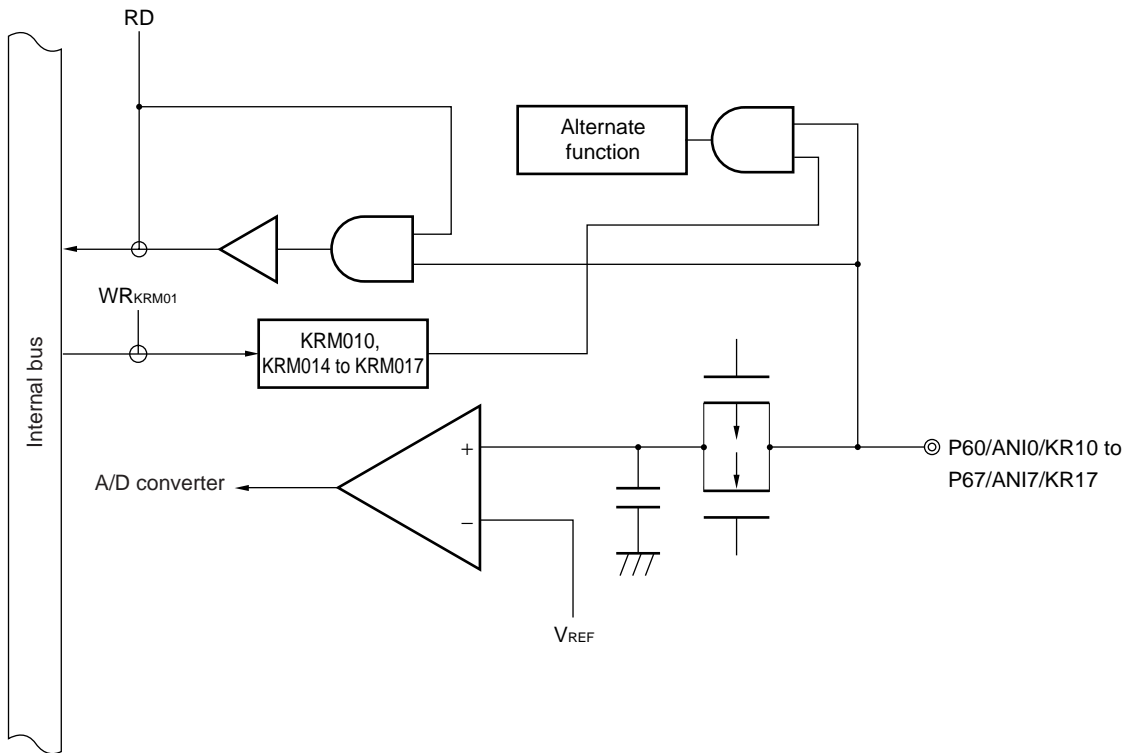 RD
Alternate
function
WRKRM01
KRM010,
KRM014 to KRM017
Internal bus
+
A/D converter
−
VREF
P60/ANI0/KR10 to
P67/ANI7/KR17